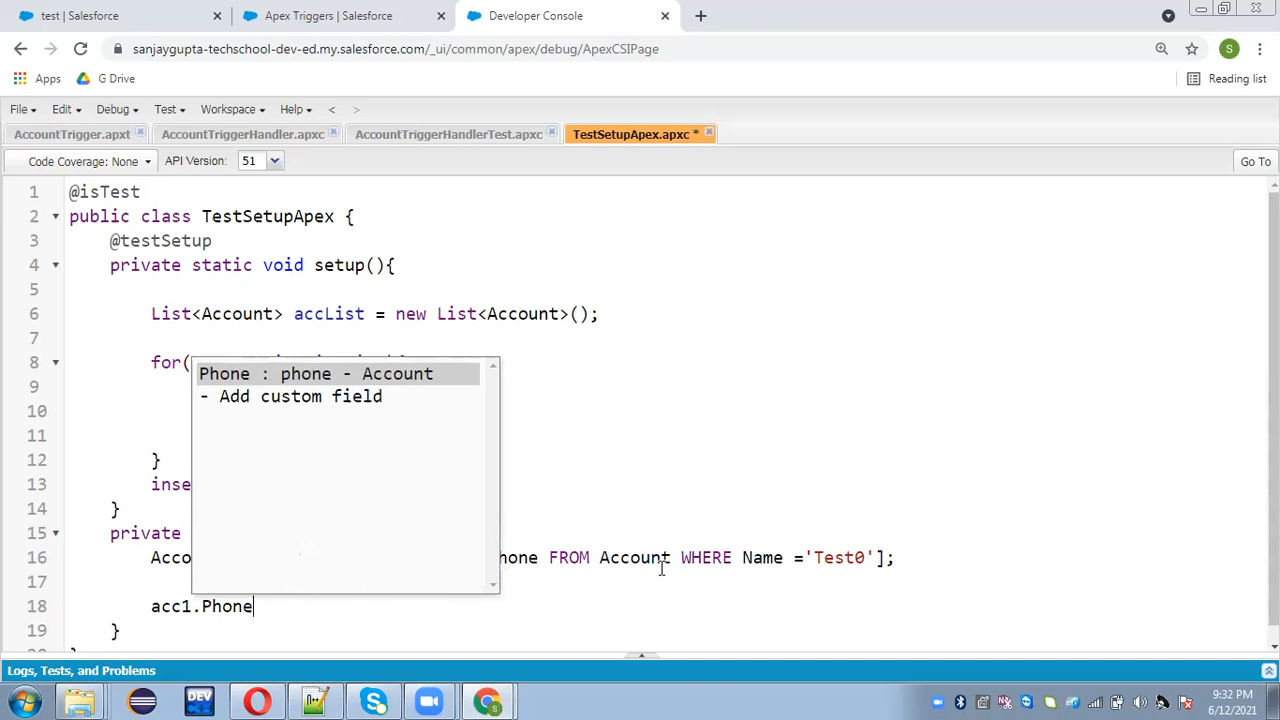 test | Salesforce
Apex Triggers | Salesforce
Developer Console
sanjaygupta-techschool-dev-ed.my.salesforce.com/_ui/common/apex/debug/ApexCSIPage
S
Apps
G Drive
Reading list
File
Edit
Debug
Test
Workspace
Help
<
>
AccountTrigger.apxt
AccountTriggerHandler.apxc
AccountTriggerHandlerTest.apxc
TestSetupApex.apxc *
Code Coverage: None
API Version:
51
Go To
1 @isTest
2 public class TestSetupApex {
3 @testSetup
4 private static void setup(){
5
6 List<Account> accList = new List<Account>();
7
8 for(
9
10
11
12 }
13 inse
14 }
15 private
16 Acco hone FROM Account WHERE Name ='Test0'];
17
18 acc1.Phone
19 }
Phone : phone - Account
- Add custom field
Logs, Tests, and Problems
DEV
9:32 PM
6/12/2021